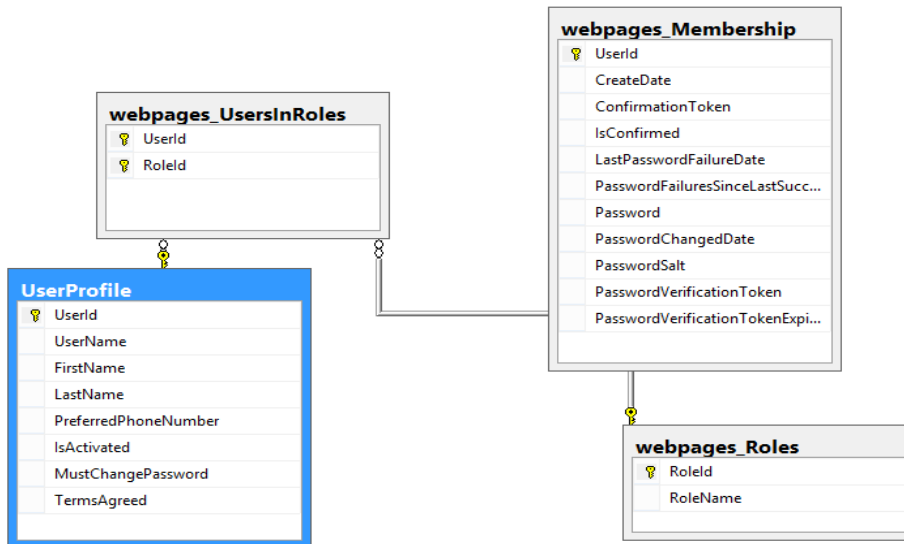 webpages_Membership
UserId
CreateDate
ConfirmationToken
IsConfirmed
LastPasswordFailureDate
PasswordFailuresSinceLastSucc...
Password
PasswordChangedDate
PasswordSalt
PasswordVerificationToken
PasswordVerificationTokenExpi...
webpages_UsersInRoles
UserId
RoleId
UserProfile
UserId
UserName
FirstName
LastName
PreferredPhoneNumber
IsActivated
MustChangePassword
TermsAgreed
webpages_Roles
RoleId
RoleName